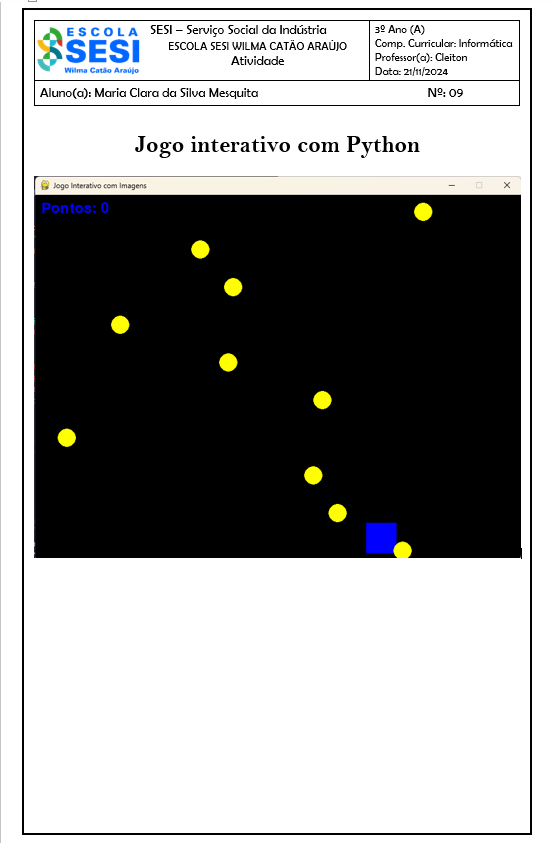 ESCOLA
SESI
Wilma Catão Araújo
SESI – Serviço Social da Indústria
ESCOLA SESI WILMA CATÃO ARAÚJO
Atividade
3º Ano (A)
Comp. Curricular: Informática
Professor(a): Cleiton
Data: 21/11/2024
Aluno(a): Maria Clara da Silva Mesquita Nº: 09
Jogo interativo com Python
Jogo Interativo com Imagens
Pontos: 0